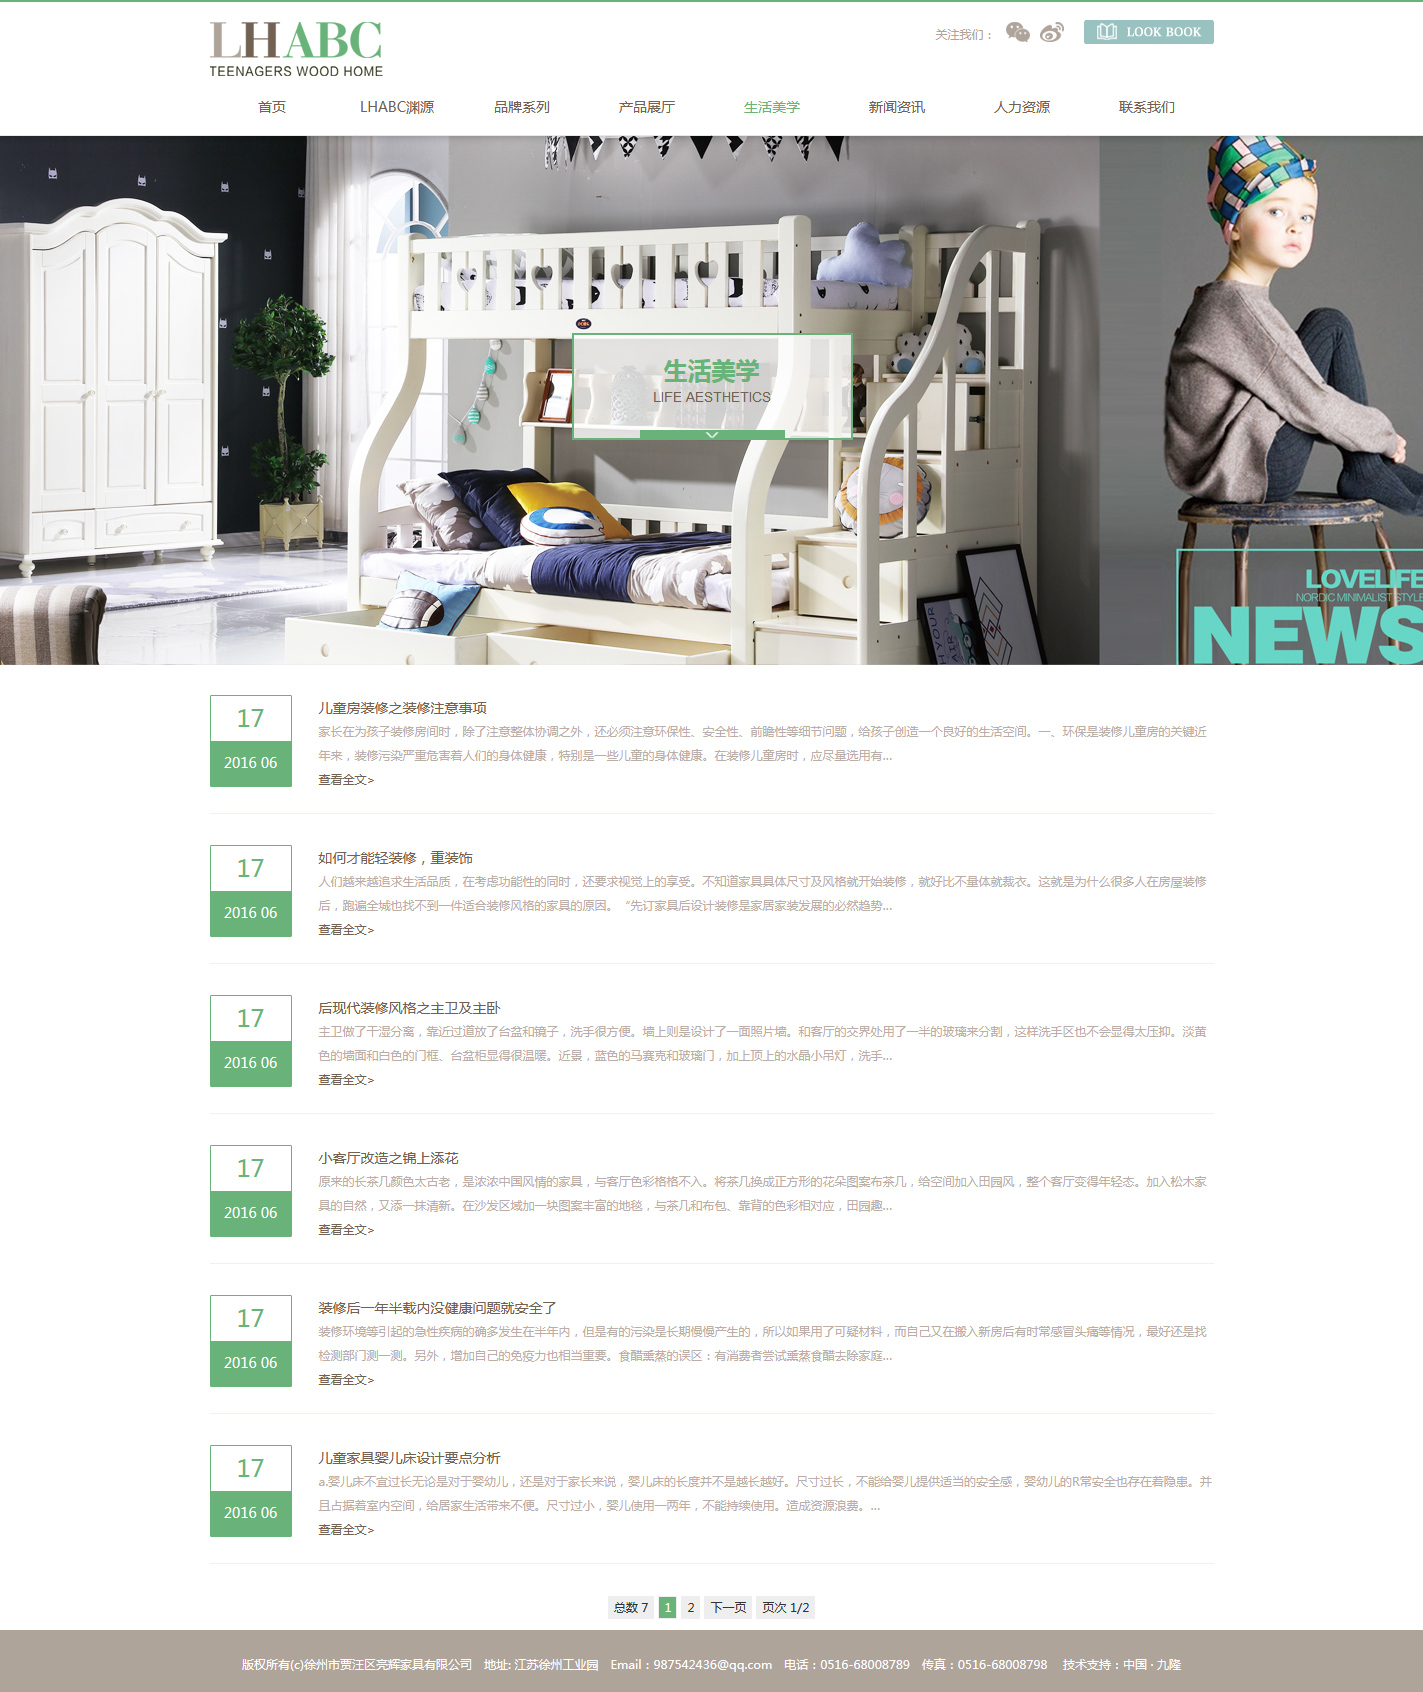 LHABC
TEENAGERS WOOD HOME
关注我们：
LOOK BOOK
首页 LHABC渊源 品牌系列 产品展厅 生活美学 新闻资讯 人力资源 联系我们
生活美学
LIFE AESTHETICS
LOVELIFE
NORDIC MINIMALIST STYLE
NEWS
17
2016 06
儿童房装修之装修注意事项
家长在为孩子装修房间时，除了注意整体协调之外，还必须注意环保性、安全性、前瞻性等细节问题，给孩子创造一个良好的生活空间。一、环保是装修儿童房的关键近
年来，装修污染严重危害着人们的身体健康，特别是一些儿童的身体健康。在装修儿童房时，应尽量选用有...
查看全文>
17
2016 06
如何才能轻装修，重装饰
人们越来越追求生活品质，在考虑功能性的同时，还要求视觉上的享受。不知道家具具体尺寸及风格就开始装修，就好比不量体就裁衣。这就是为什么很多人在房屋装修
后，跑遍全城也找不到一件适合装修风格的家具的原因。“先订家具后设计装修是家居家装发展的必然趋势...
查看全文>
17
2016 06
后现代装修风格之主卫及主卧
主卫做了干湿分离，靠近过道放了台盆和镜子，洗手很方便。墙上则是设计了一面照片墙。和客厅的交界处用了一半的玻璃来分割，这样洗手区也不会显得太压抑。淡黄
色的墙面和白色的门框、台盆柜显得很温暖。近景，蓝色的马赛克和玻璃门，加上顶上的水晶小吊灯，洗手...
查看全文>
17
2016 06
小客厅改造之锦上添花
原来的长茶几颜色太古老，是浓浓中国风情的家具，与客厅色彩格格不入。将茶几换成正方形的花朵图案布茶几，给空间加入田园风，整个客厅变得年轻态。加入松木家
具的自然，又添一抹清新。在沙发区域加一块图案丰富的地毯，与茶几和布包、靠背的色彩相对应，田园趣...
查看全文>
17
2016 06
装修后一年半载内没健康问题就安全了
装修环境等引起的急性疾病的确多发生在半年内，但是有的污染是长期慢慢产生的，所以如果用了可疑材料，而自己又在搬入新房后有时常感冒头痛等情况，最好还是找
检测部门测一测。另外，增加自己的免疫力也相当重要。食醋熏蒸的误区：有消费者尝试熏蒸食醋去除家庭...
查看全文>
17
2016 06
儿童家具婴儿床设计要点分析
a.婴儿床不宜过长无论是对于婴幼儿，还是对于家长来说，婴儿床的长度并不是越长越好。尺寸过长，不能给婴儿提供适当的安全感，婴幼儿的R常安全也存在着隐患。并
且占据着室内空间，给居家生活带来不便。尺寸过小，婴儿使用一两年，不能持续使用。造成资源浪费。...
查看全文>
总数 7 1 2 下一页 页次 1/2
版权所有(c)徐州市贾汪区亮辉家具有限公司 地址: 江苏徐州工业园 Email：987542436@qq.com 电话：0516-68008789 传真：0516-68008798 技术支持：中国 · 九隆